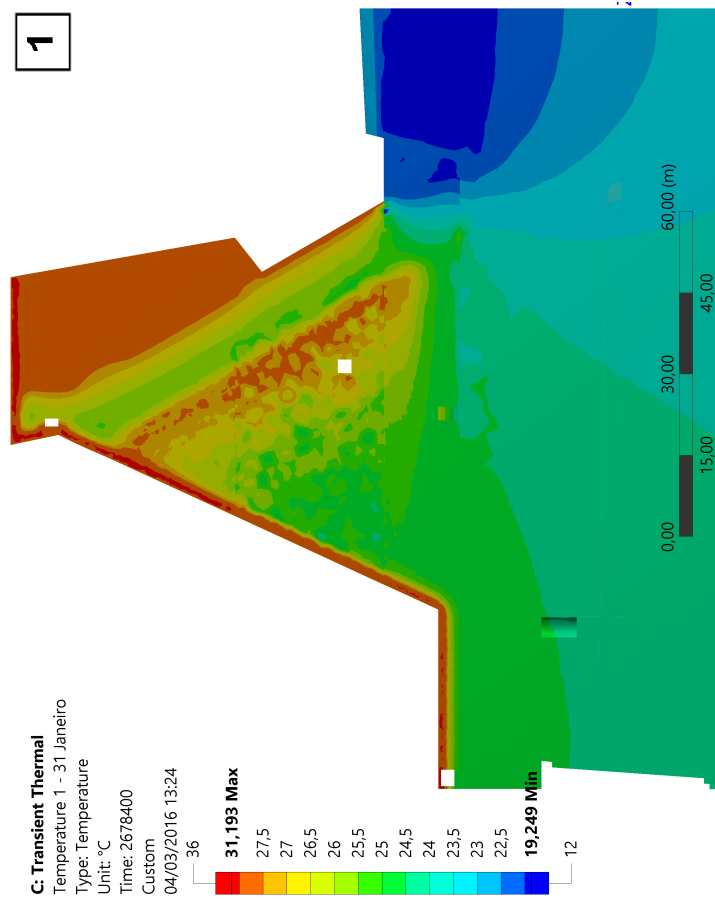 1
C: Transient Thermal
Temperature 1 - 31 Janeiro
Type: Temperature
Unit: °C
Time: 2678400
Custom
04/03/2016 13:24
36
31,193 Max
27,5
27
26,5
26
25,5
25
24,5
24
23,5
23
22,5
19,249 Min
12
0,00
15,00
30,00
45,00
60,00 (m)